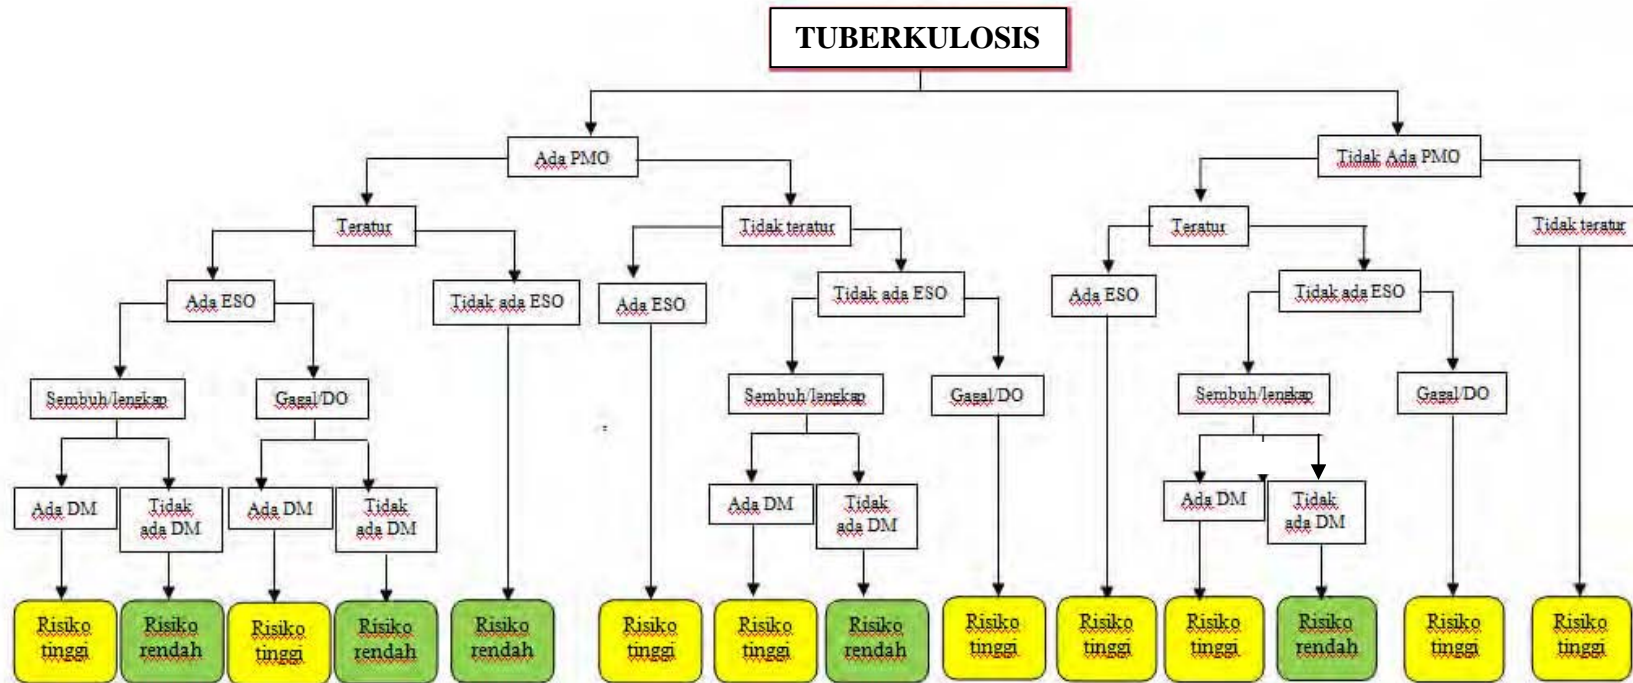 TUBERKULOSIS
Ada PMO
Tidak Ada PMO
Teratur
Tidak teratur
Teratur
Tidak teratur
Ada ESO
Tidak ada ESO
Ada ESO
Tidak ada ESO
Ada ESO
Tidak ada ESO
Sembuh/lengkap
Gagal/DO
Sembuh/lengkap
Gagal/DO
Sembuh/lengkap
Gagal/DO
Ada DM
Tidak
ada DM
Ada DM
Tidak
ada DM
Ada DM
Tidak
ada DM
Ada DM
Tidak
ada DM
Risiko
tinggi
Risiko
rendah
Risiko
tinggi
Risiko
rendah
Risiko
rendah
Risiko
tinggi
Risiko
tinggi
Risiko
rendah
Risiko
tinggi
Risiko
tinggi
Risiko
tinggi
Risiko
rendah
Risiko
tinggi
Risiko
tinggi